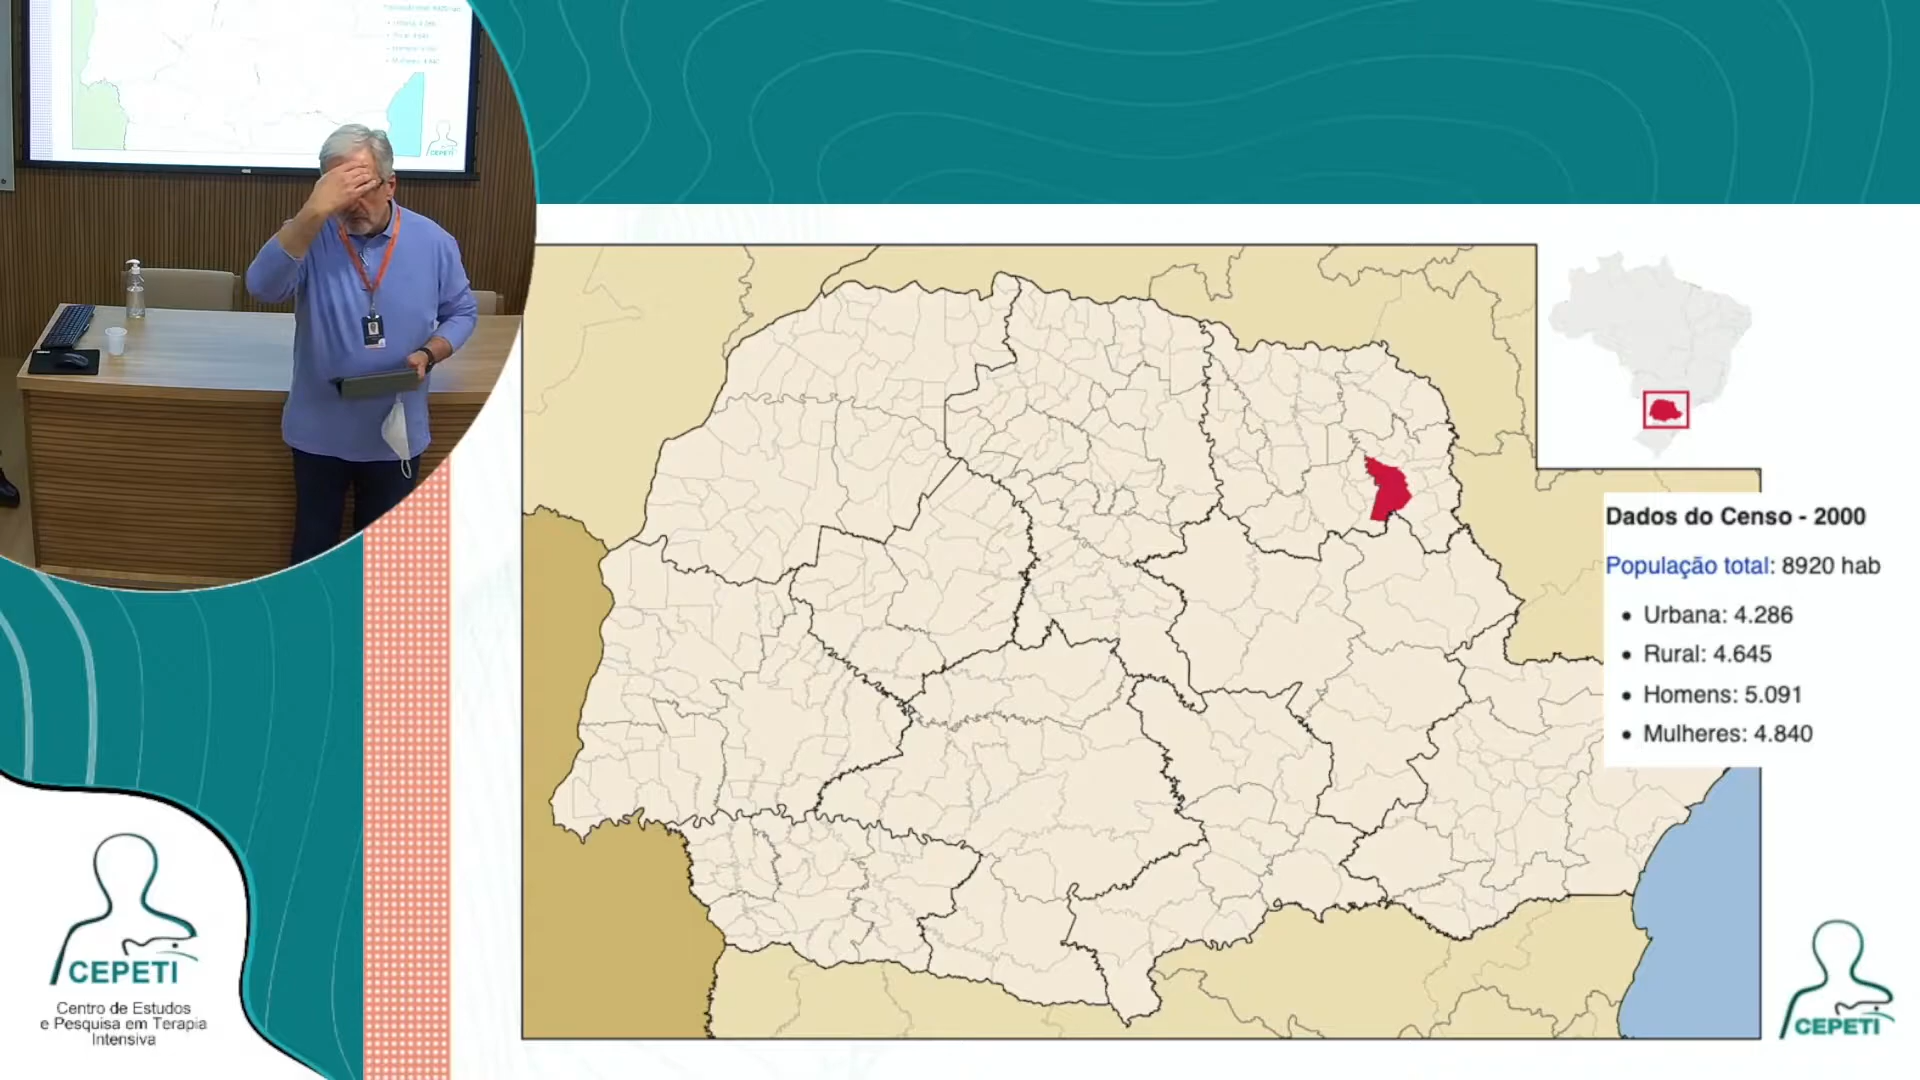 Dados do Censo - 2000
População total: 8920 hab
• Urbana: 4.286
• Rural: 4.645
• Homens: 5.091
• Mulheres: 4.840
CEPETI
Centro de Estudos
e Pesquisa em Terapia
Intensiva
CEPETI
CEPETI